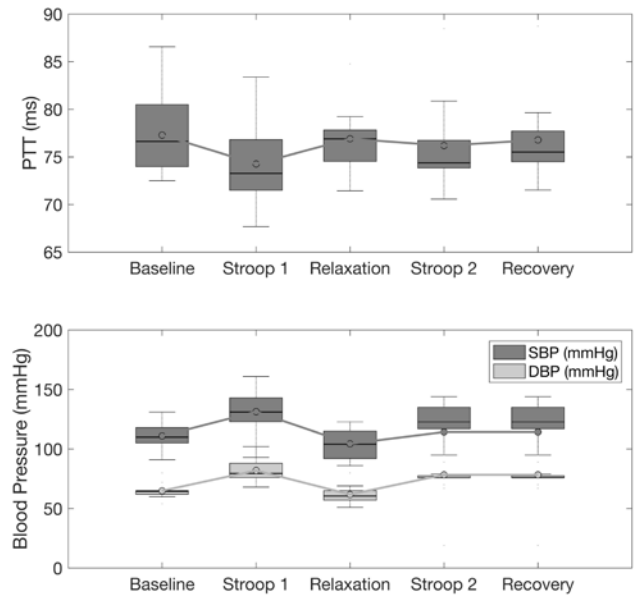 90
85
80
75
70
65
PTT (ms)
Baseline Stroop 1 Relaxation Stroop 2 Recovery
200
150
100
50
0
Blood Pressure (mmHg)
SBP (mmHg)
DBP (mmHg)
Baseline Stroop 1 Relaxation Stroop 2 Recovery